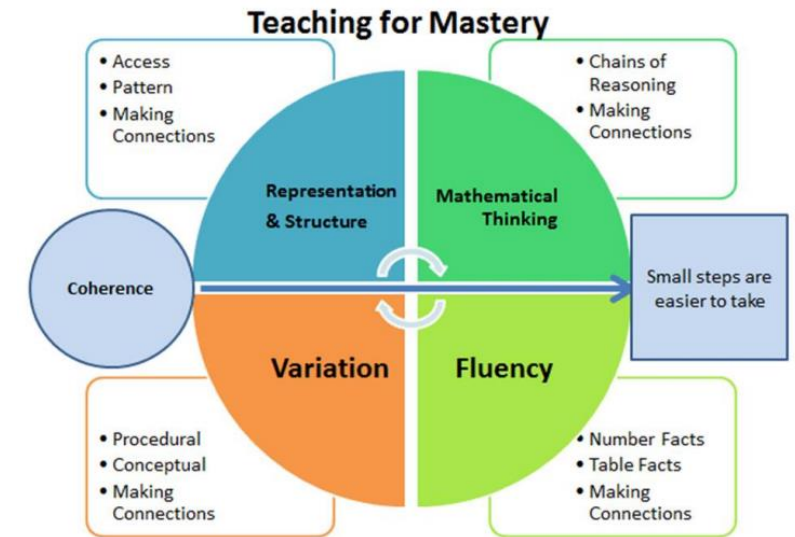 Teaching for Mastery
• Access
• Pattern
• Making
Connections
• Chains of
Reasoning
• Making
Connections
Representation
& Structure
Mathematical
Thinking
Coherence
Small steps are
easier to take
Variation
Fluency
• Procedural
• Conceptual
• Making
Connections
• Number Facts
• Table Facts
• Making
Connections